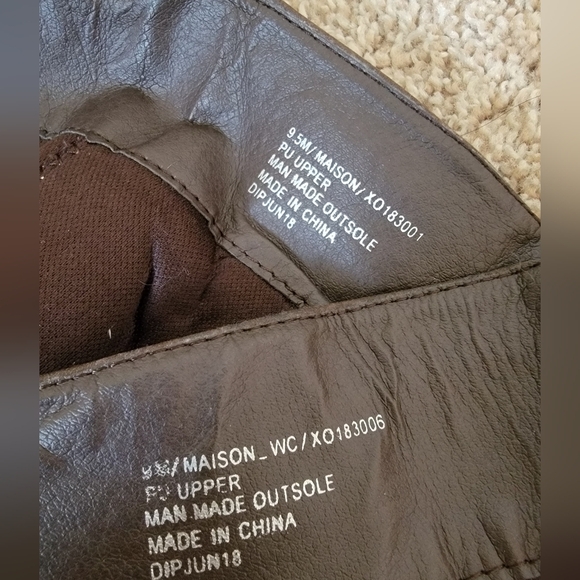 9.5M/ MAISON/ XO183001
PU UPPER
MAN MADE OUTSOLE
MADE IN CHINA
DIPJUN18
MAISON_WC/XO183006
PU UPPER
MAN MADE OUTSOLE
MADE IN CHINA
DIPJUN18